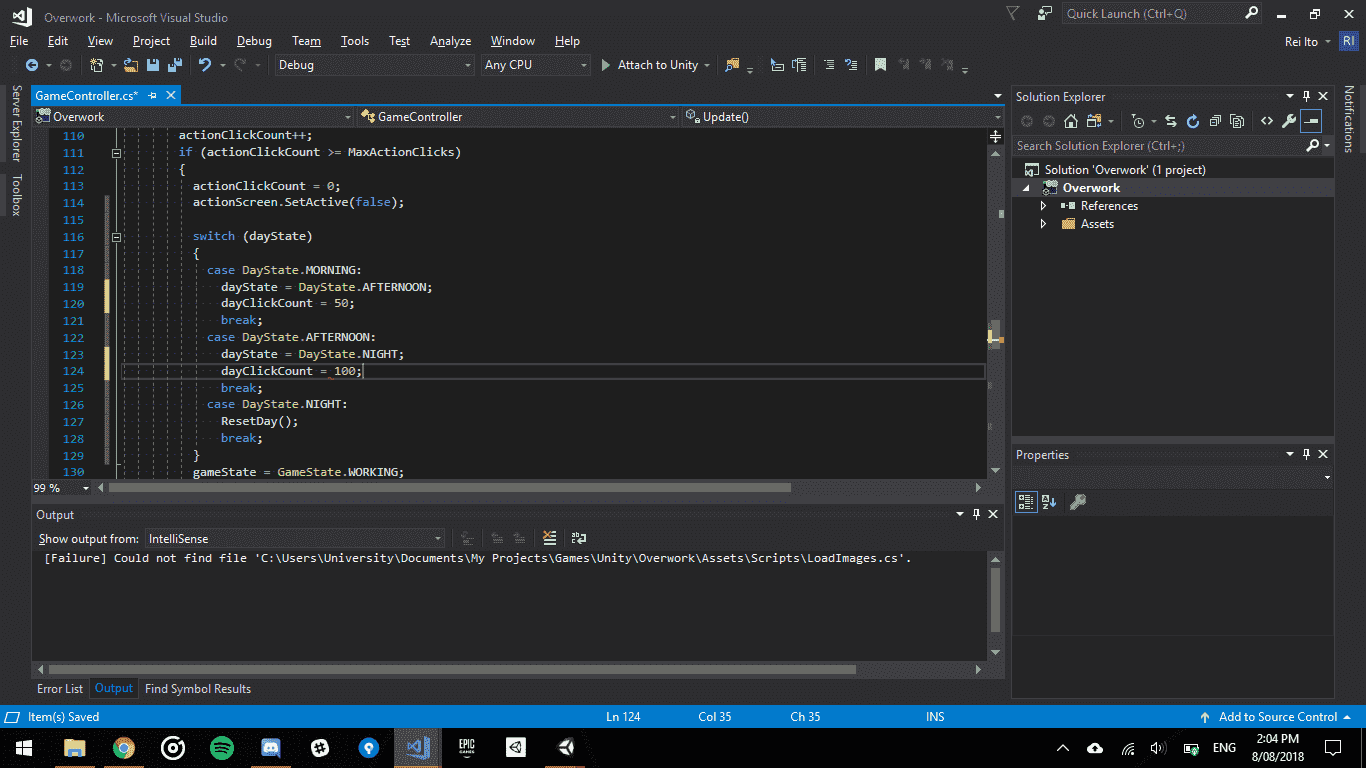 Overwork - Microsoft Visual Studio
Quick Launch (Ctrl+Q)
File Edit View Project Build Debug Team Tools Test Analyze Window Help
Rei Ito RI
Debug Any CPU Attach to Unity
Server Explorer
Toolbox
GameController.cs*
Overwork GameController Update()
110 actionClickCount++;
111 if (actionClickCount >= MaxActionClicks)
112 {
113 actionClickCount = 0;
114 actionScreen.SetActive(false);
115
116 switch (dayState)
117 {
118 case DayState.MORNING:
119 dayState = DayState.AFTERNOON;
120 dayClickCount = 50;
121 break;
122 case DayState.AFTERNOON:
123 dayState = DayState.NIGHT;
124 dayClickCount = 100;
125 break;
126 case DayState.NIGHT:
127 ResetDay();
128 break;
129 }
130 gameState = GameState.WORKING;
99 %
Output
Show output from: IntelliSense
[Failure] Could not find file 'C:\Users\University\Documents\My Projects\Games\Unity\Overwork\Assets\Scripts\LoadImages.cs'.
Error List Output Find Symbol Results
Solution Explorer
Search Solution Explorer (Ctrl+;)
Solution 'Overwork' (1 project)
Overwork
References
Assets
Properties
Notifications
Item(s) Saved Ln 124 Col 35 Ch 35 INS Add to Source Control
EPIC
GAMES
ENG
2:04 PM
8/08/2018